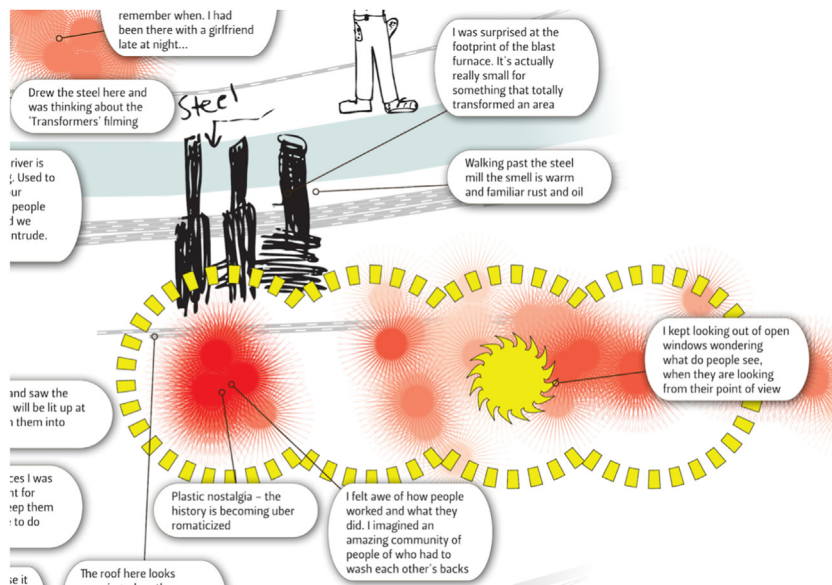 remember when. I had
been there with a girlfriend
late at night...
I was surprised at the
footprint of the blast
furnace. It's actually
really small for
something that totally
transformed an area
Drew the steel here and
was thinking about the
'Transformers' filming
Steel
river is
g. Used to
our
people
d we
ntrude.
Walking past the steel
mill the smell is warm
and familiar rust and oil
I kept looking out of open
windows wondering
what do people see,
when they are looking
from their point of view
and saw the
will be lit up at
them into
ces I was
nt for
eep them
e to do
Plastic nostalgia – the
history is becoming uber
romaticized
I felt awe of how people
worked and what they
did. I imagined an
amazing community of
people of who had to
wash each other's backs
The roof here looks
se it